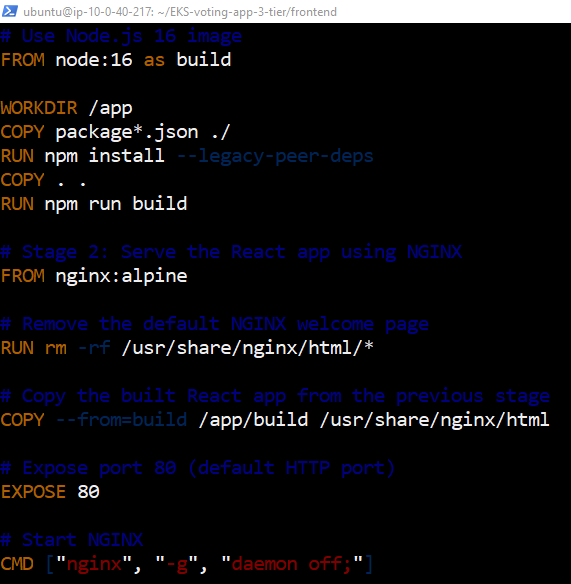 ubuntu@ip-10-0-40-217: ~/EKS-voting-app-3-tier/frontend
# Use Node.js 16 image
FROM node:16 as build
WORKDIR /app
COPY package*.json ./
RUN npm install --legacy-peer-deps
COPY . .
RUN npm run build
# Stage 2: Serve the React app using NGINX
FROM nginx:alpine
# Remove the default NGINX welcome page
RUN rm -rf /usr/share/nginx/html/*
# Copy the built React app from the previous stage
COPY --from=build /app/build /usr/share/nginx/html
# Expose port 80 (default HTTP port)
EXPOSE 80
# Start NGINX
CMD ["nginx", "-g", "daemon off;"]